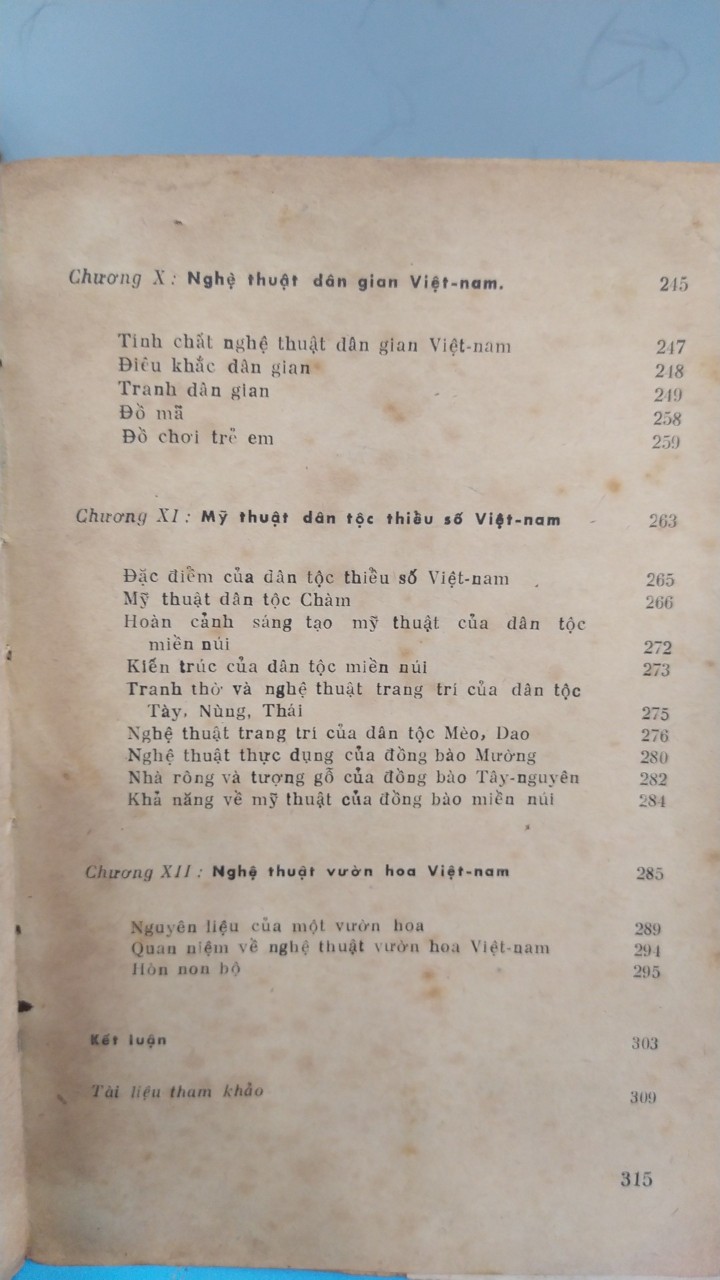 Chương X : Nghệ thuật dân gian Việt-nam. 245
Tính chất nghệ thuật dân gian Việt-nam 247
Điêu khắc dân gian 248
Tranh dân gian 249
Đồ mã 258
Đồ chơi trẻ em 259
Chương XI : Mỹ thuật dân tộc thiểu số Việt-nam 263
Đặc điểm của dân tộc thiểu số Việt-nam 265
Mỹ thuật dân tộc Chàm 266
Hoàn cảnh sáng tạo mỹ thuật của dân tộc
miền núi 272
Kiến trúc của dân tộc miền núi 273
Tranh thờ và nghệ thuật trang trí của dân tộc
Tày, Nùng, Thái 275
Nghệ thuật trang trí của dân tộc Mèo, Dao 276
Nghệ thuật thực dụng của đồng bào Mường 280
Nhà rông và tượng gỗ của đồng bào Tây-nguyên 282
Khả năng về mỹ thuật của đồng bào miền núi 284
Chương XII : Nghệ thuật vườn hoa Việt-nam 285
Nguyên liệu của một vườn hoa 289
Quan niệm về nghệ thuật vườn hoa Việt-nam 294
Hòn non bộ 295
Kết luận 303
Tài liệu tham khảo 309
315